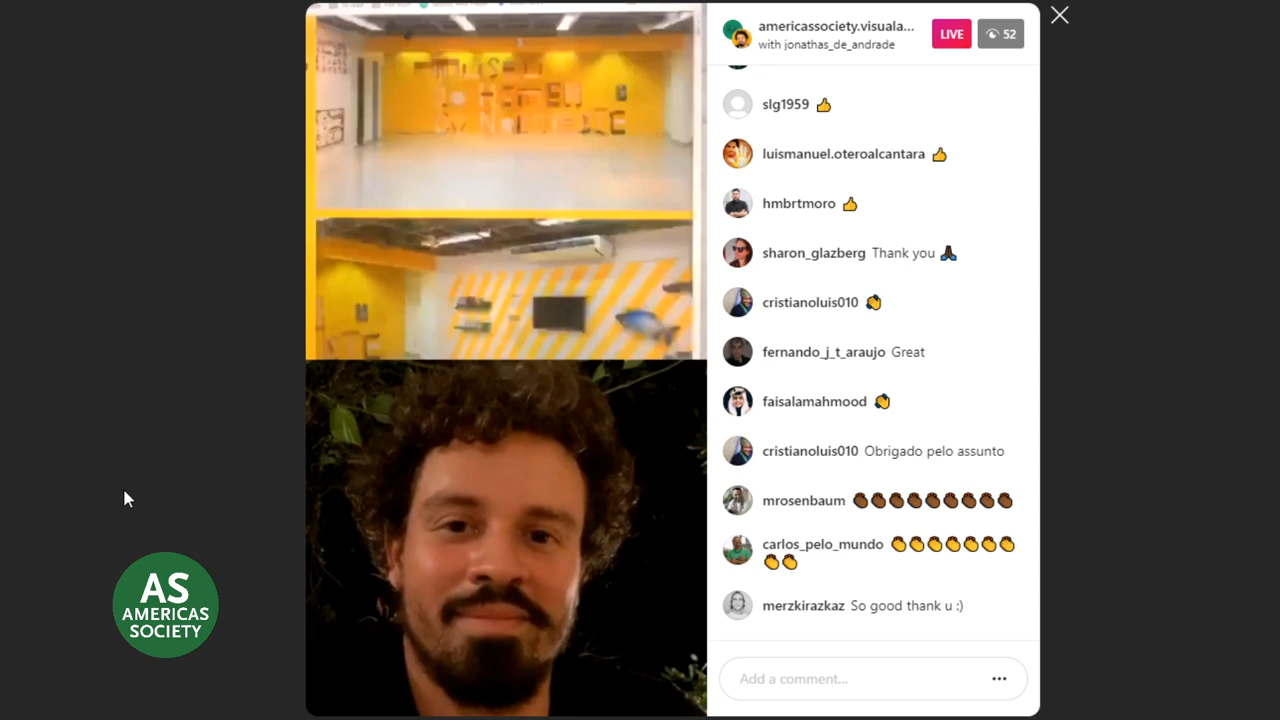 americassociety.visuala...
with jonathas_de_andrade
LIVE
52
slg1959 👍
luismanuel.oteroalcantara 👍
hmbrtmoro 👍
sharon_glazberg Thank you 🙏🏿
cristianoluis010 👏
fernando_j_t_araujo Great
faisalamahmood 👏
cristianoluis010 Obrigado pelo assunto
mrosenbaum 👏🏾👏🏾👏🏾👏🏾👏🏾👏🏾👏🏾👏🏾👏🏾
carlos_pelo_mundo 👏👏👏👏👏👏👏
👏👏
merzkirazkaz So good thank u :)
Add a comment...
AS
AMERICAS
SOCIETY